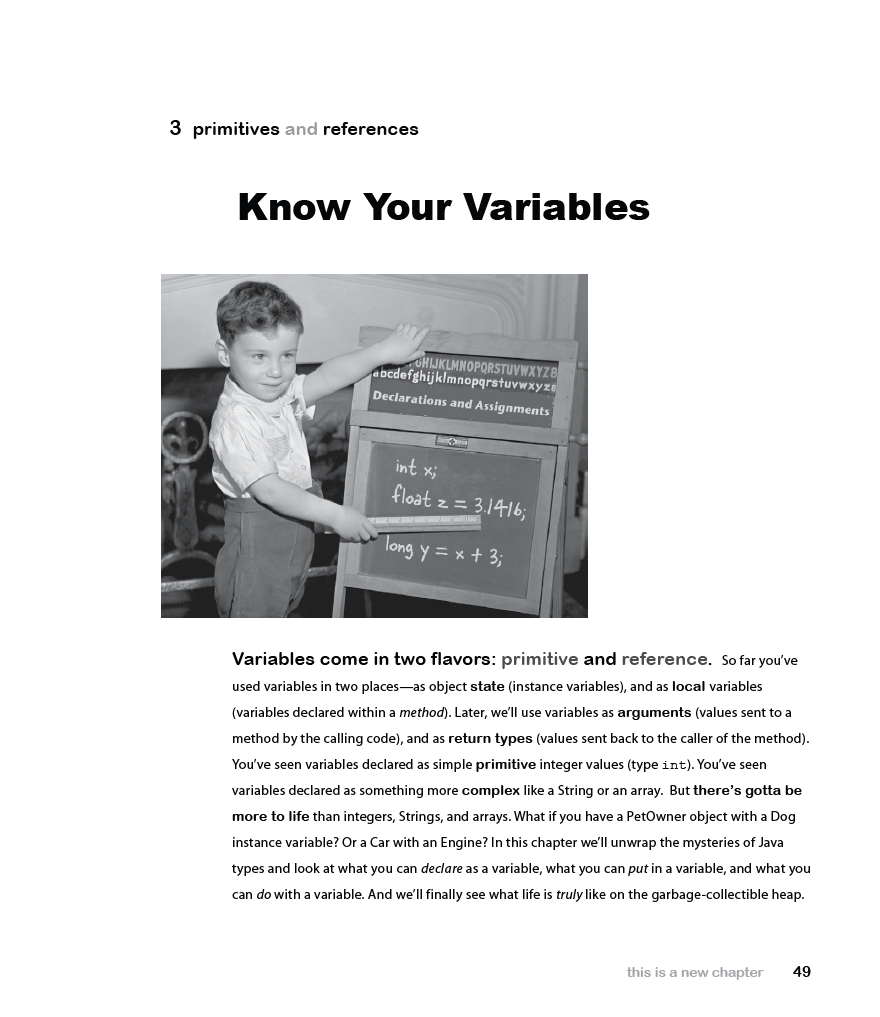 3 primitives and references
Know Your Variables
GHIJKLMNOPQRSTUVWXYZ&
abcdefghijklmnopqrstuvwxyz
Declarations and Assignments
int x;
float z = 3.1416;
long y = x + 3;
Variables come in two flavors: primitive and reference. So far you’ve
used variables in two places—as object state (instance variables), and as local variables
(variables declared within a method). Later, we’ll use variables as arguments (values sent to a
method by the calling code), and as return types (values sent back to the caller of the method).
You’ve seen variables declared as simple primitive integer values (type int). You’ve seen
variables declared as something more complex like a String or an array. But there’s gotta be
more to life than integers, Strings, and arrays. What if you have a PetOwner object with a Dog
instance variable? Or a Car with an Engine? In this chapter we’ll unwrap the mysteries of Java
types and look at what you can declare as a variable, what you can put in a variable, and what you
can do with a variable. And we’ll finally see what life is truly like on the garbage-collectible heap.
this is a new chapter 49